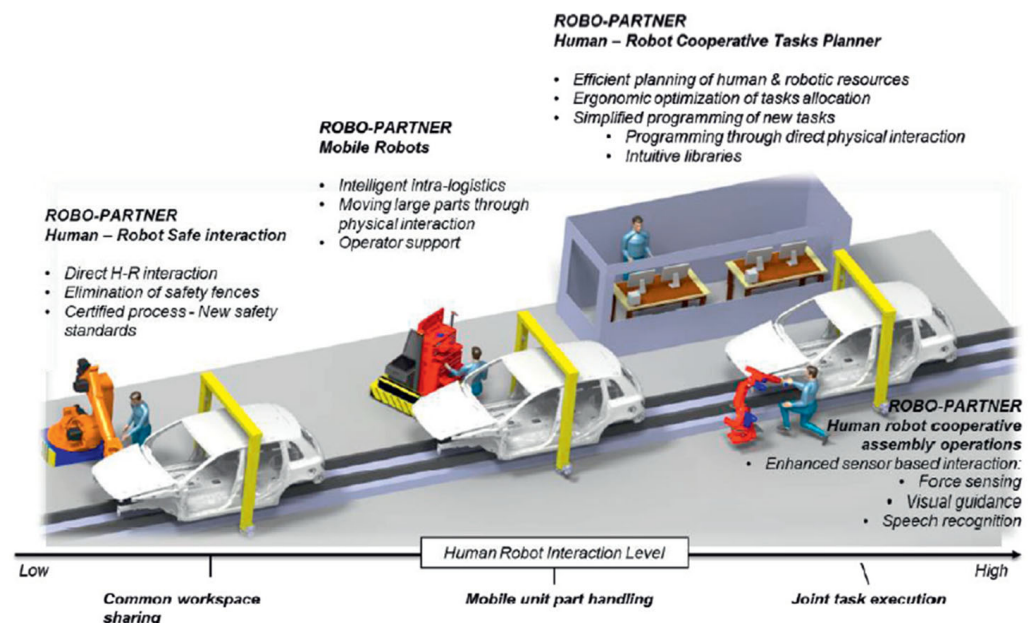 ROBO-PARTNER
Human – Robot Cooperative Tasks Planner
• Efficient planning of human & robotic resources
• Ergonomic optimization of tasks allocation
• Simplified programming of new tasks
• Programming through direct physical interaction
• Intuitive libraries
ROBO-PARTNER
Mobile Robots
• Intelligent intra-logistics
• Moving large parts through
physical interaction
• Operator support
ROBO-PARTNER
Human – Robot Safe interaction
• Direct H-R interaction
• Elimination of safety fences
• Certified process - New safety
standards
ROBO-PARTNER
Human robot cooperative
assembly operations
• Enhanced sensor based interaction:
• Force sensing
• Visual guidance
• Speech recognition
Human Robot Interaction Level
Low
High
Common workspace
sharing
Mobile unit part handling
Joint task execution